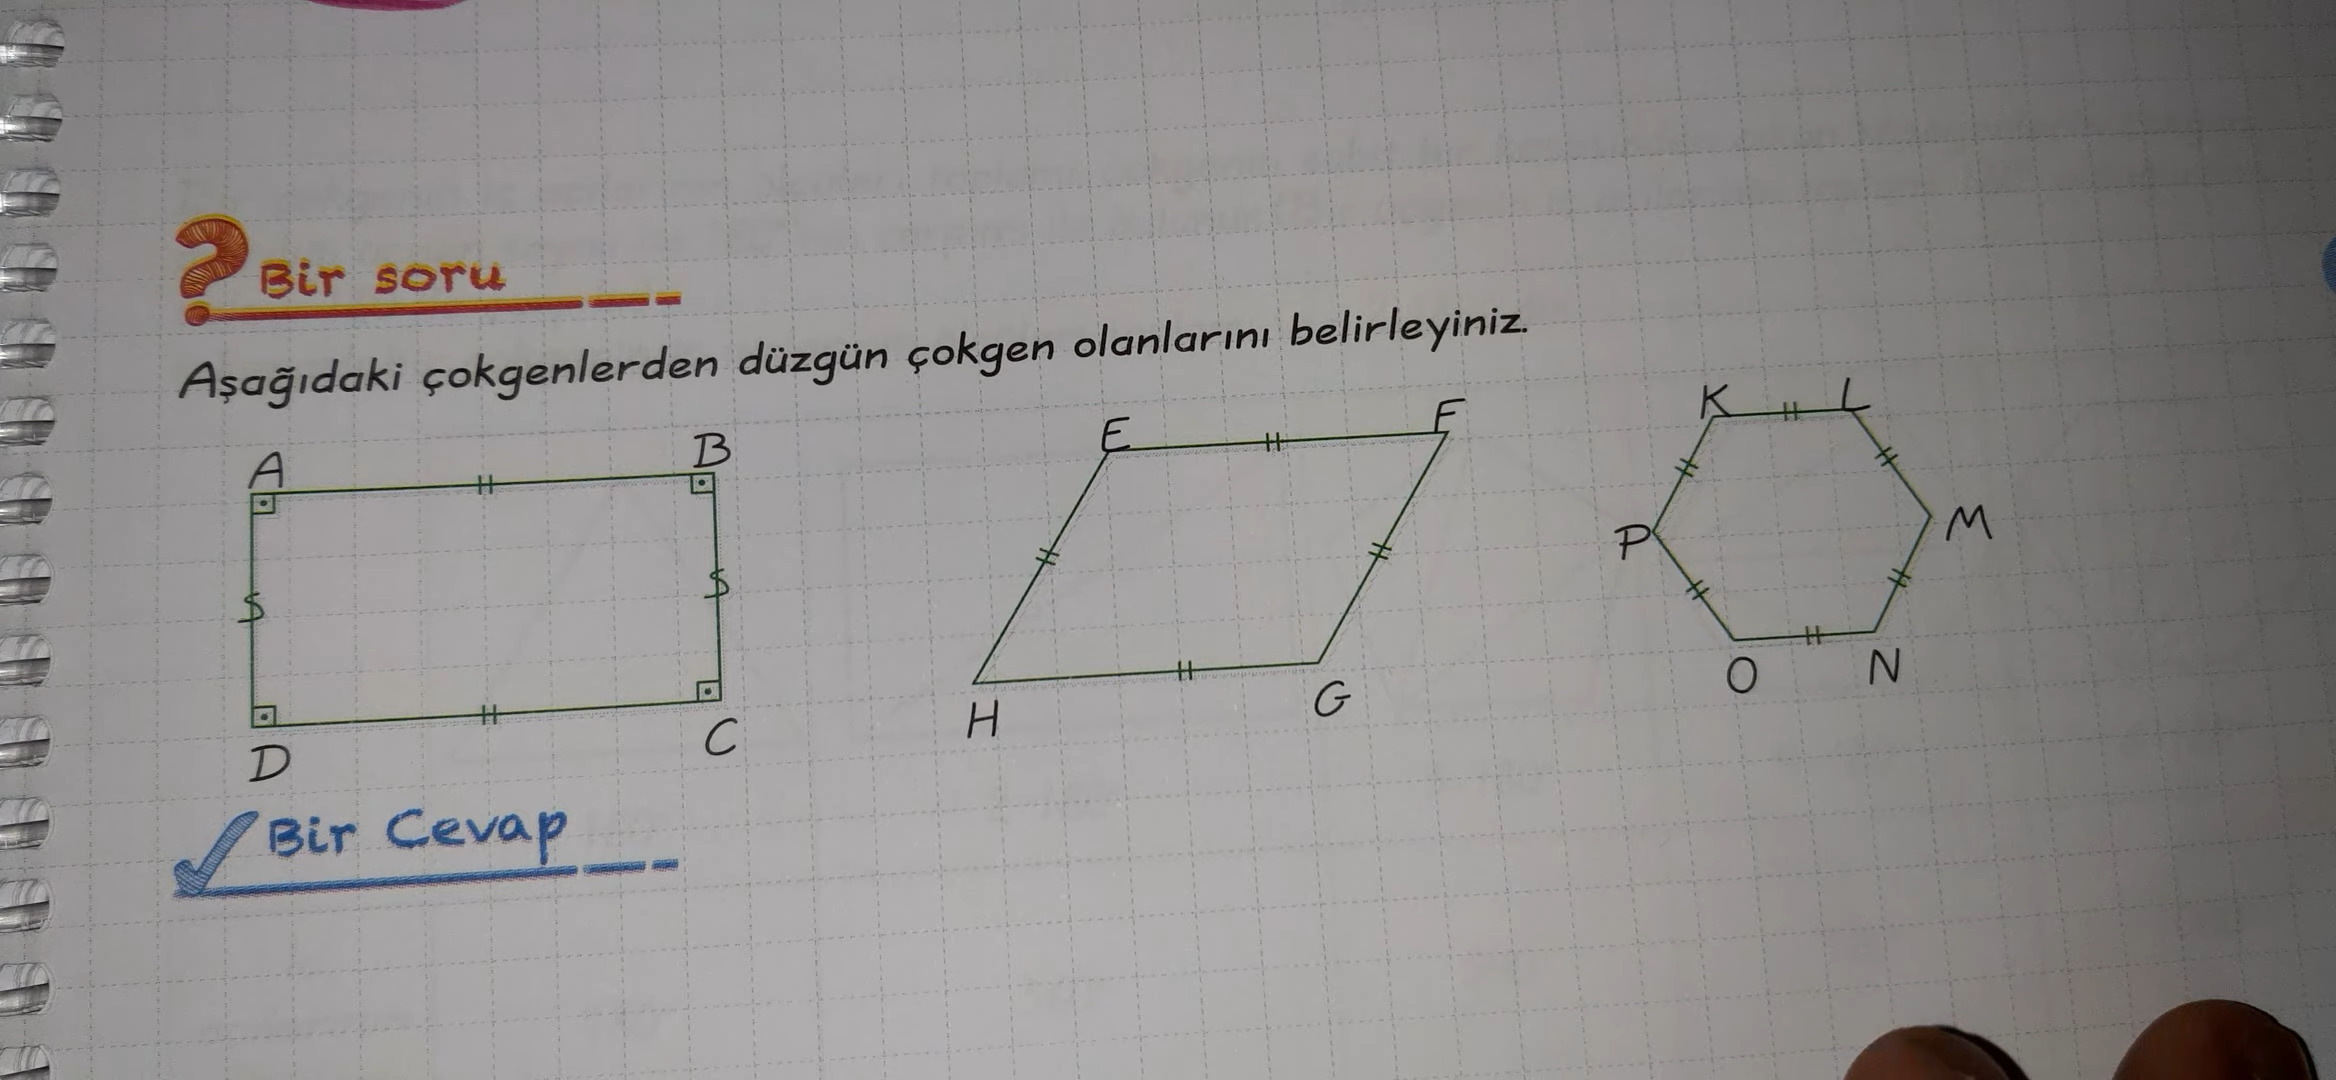 Bir soru
Aşağıdaki çokgenlerden düzgün çokgen olanlarını belirleyiniz.
A B E F K L
P M
D C H G O N
Bir Cevap